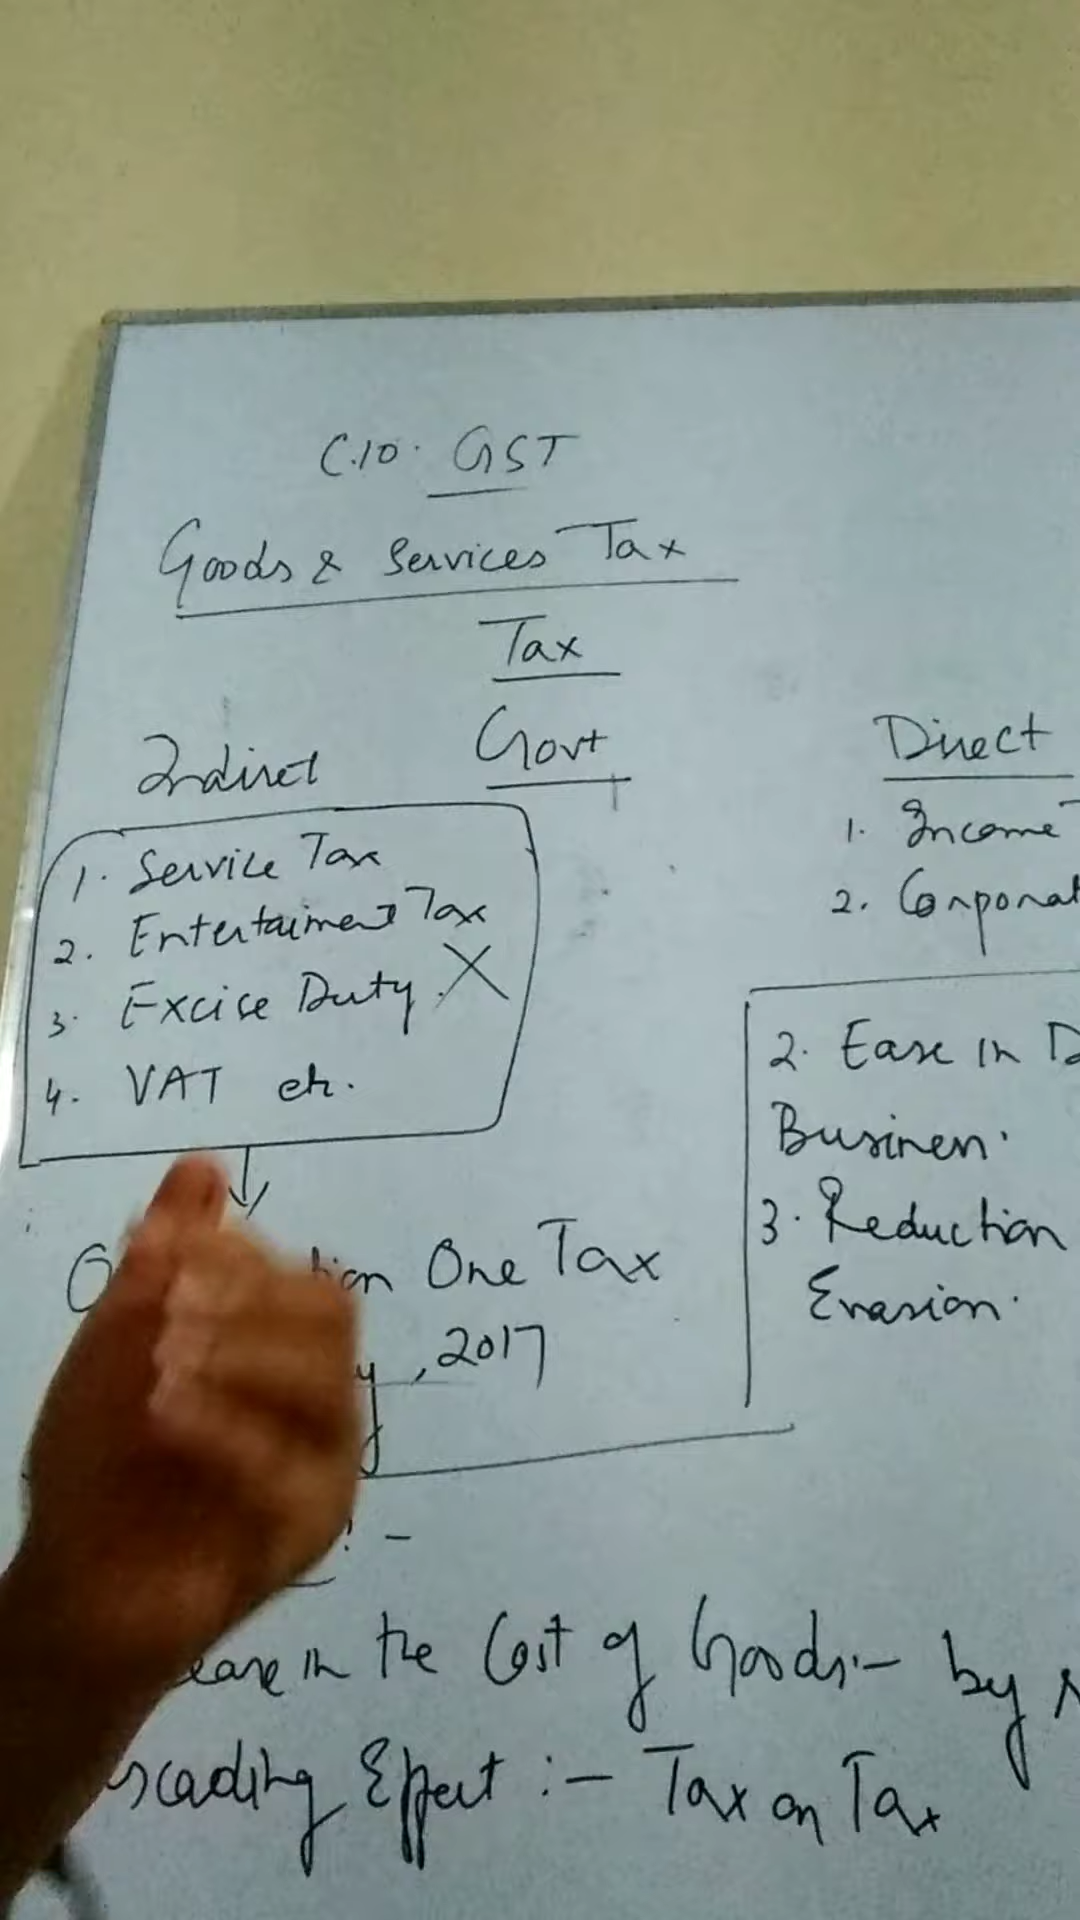 C.10. GST
Goods & Services Tax
Tax
Govt
Indirect
1. Service Tax
2. Entertaiment Tax
3. Excise Duty. X
4. VAT etc.
Direct
1. Income
2.
2. Ease in
Business.
3. Reduction
Evasion.
One Tax
, 2017
: -
in the Cost of Goods:- by
Effect :- Tax on Tax